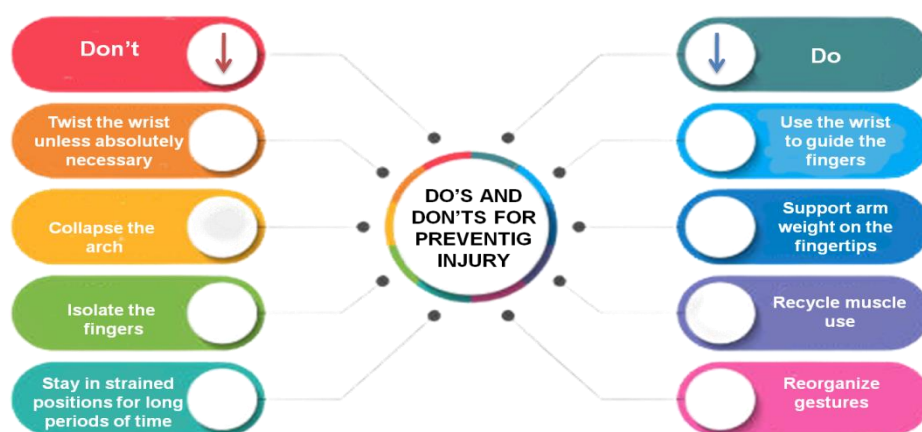 Don't
Twist the wrist
unless absolutely
necessary
Collapse the
arch
Isolate the
fingers
Stay in strained
positions for long
periods of time
DO'S AND
DON'TS FOR
PREVENTIG
INJURY
Do
Use the wrist
to guide the
fingers
Support arm
weight on the
fingertips
Recycle muscle
use
Reorganize
gestures